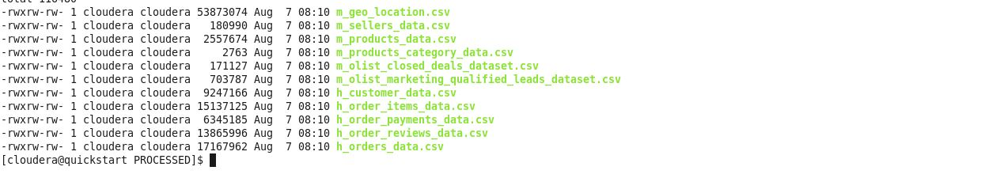 -rwxrw-rw- 1 cloudera cloudera 53873074 Aug  7 08:10 m_geo_location.csv
-rwxrw-rw- 1 cloudera cloudera   180990 Aug  7 08:10 m_sellers_data.csv
-rwxrw-rw- 1 cloudera cloudera  2557674 Aug  7 08:10 m_products_data.csv
-rwxrw-rw- 1 cloudera cloudera     2763 Aug  7 08:10 m_products_category_data.csv
-rwxrw-rw- 1 cloudera cloudera   171127 Aug  7 08:10 m_olist_closed_deals_dataset.csv
-rwxrw-rw- 1 cloudera cloudera   703787 Aug  7 08:10 m_olist_marketing_qualified_leads_dataset.csv
-rwxrw-rw- 1 cloudera cloudera  9247166 Aug  7 08:10 h_customer_data.csv
-rwxrw-rw- 1 cloudera cloudera 15137125 Aug  7 08:10 h_order_items_data.csv
-rwxrw-rw- 1 cloudera cloudera  6345185 Aug  7 08:10 h_order_payments_data.csv
-rwxrw-rw- 1 cloudera cloudera 13865996 Aug  7 08:10 h_order_reviews_data.csv
-rwxrw-rw- 1 cloudera cloudera 17167962 Aug  7 08:10 h_orders_data.csv
[cloudera@quickstart PROCESSED]$